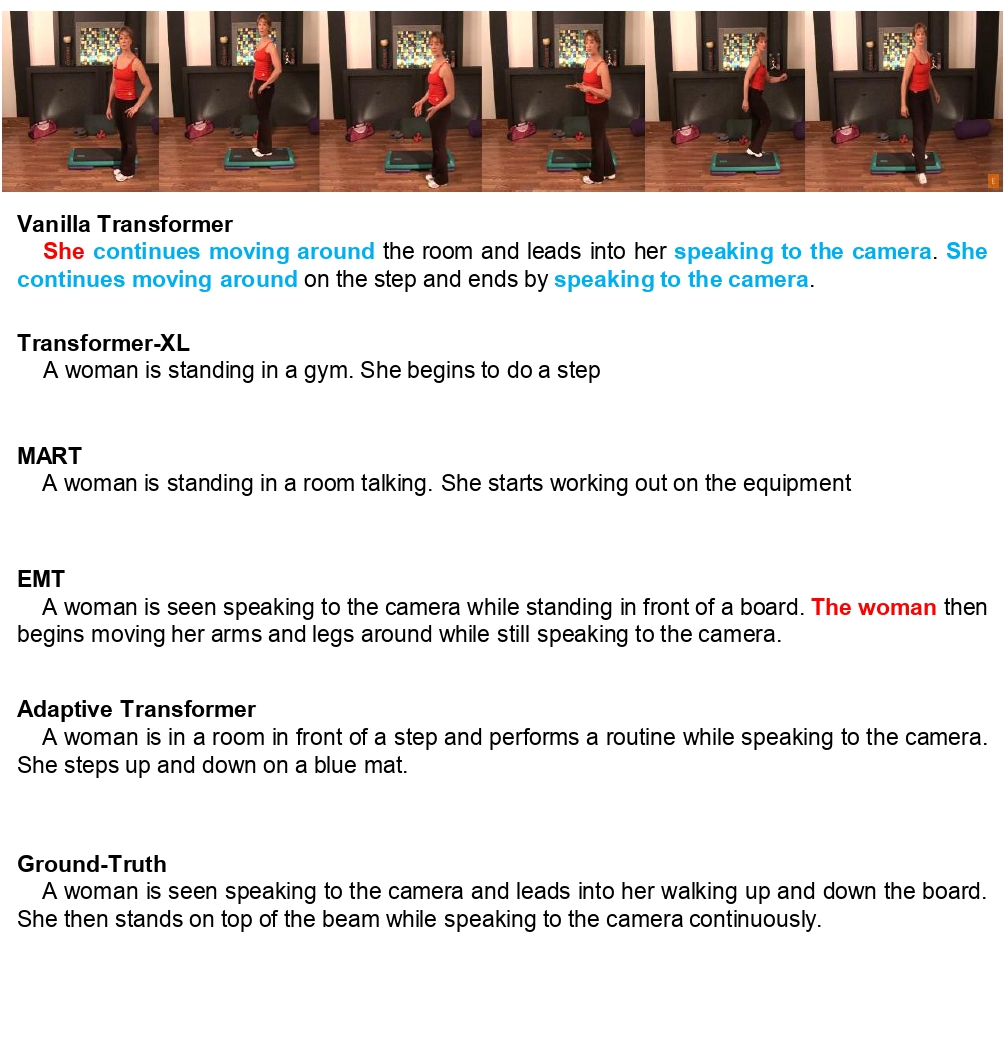 Vanilla Transformer
She continues moving around the room and leads into her speaking to the camera. She
continues moving around on the step and ends by speaking to the camera.
Transformer-XL
A woman is standing in a gym. She begins to do a step
MART
A woman is standing in a room talking. She starts working out on the equipment
EMT
A woman is seen speaking to the camera while standing in front of a board. The woman then
begins moving her arms and legs around while still speaking to the camera.
Adaptive Transformer
A woman is in a room in front of a step and performs a routine while speaking to the camera.
She steps up and down on a blue mat.
Ground-Truth
A woman is seen speaking to the camera and leads into her walking up and down the board.
She then stands on top of the beam while speaking to the camera continuously.